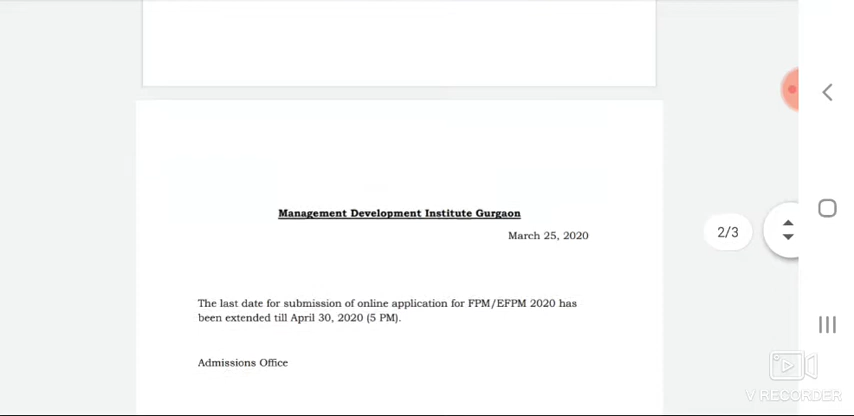 Management Development Institute Gurgaon
March 25, 2020
2/3
The last date for submission of online application for FPM/EFPM 2020 has
been extended till April 30, 2020 (5 PM).
Admissions Office
V RECORDER